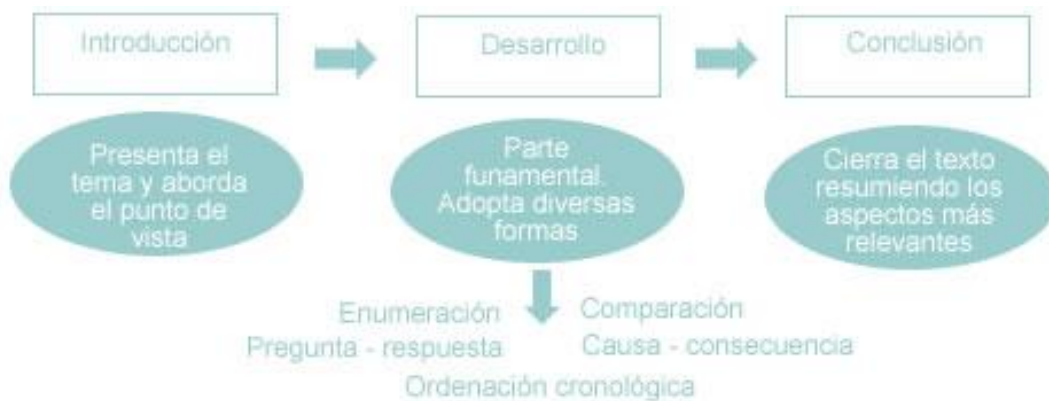 Introducción
Desarrollo
Conclusión
Presenta el
tema y aborda
el punto de
vista
Parte
funamental.
Adopta diversas
formas
Cierra el texto
resumiendo los
aspectos más
relevantes
Enumeración
Comparación
Pregunta - respuesta
Causa - consecuencia
Ordenación cronológica